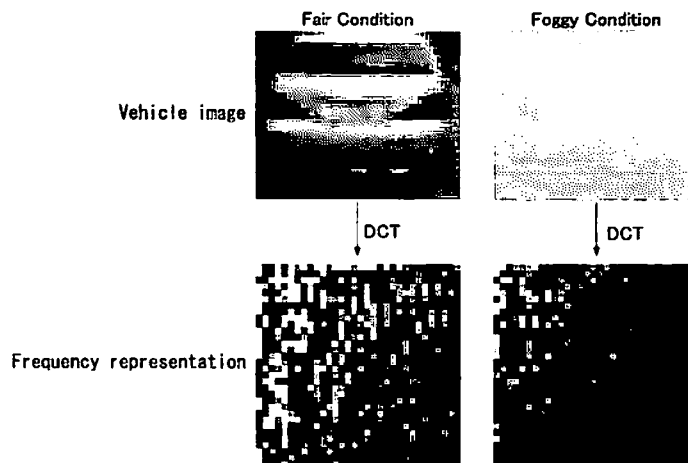 Fair Condition
Foggy Condition
Vehicle image
DCT
DCT
Frequency representation